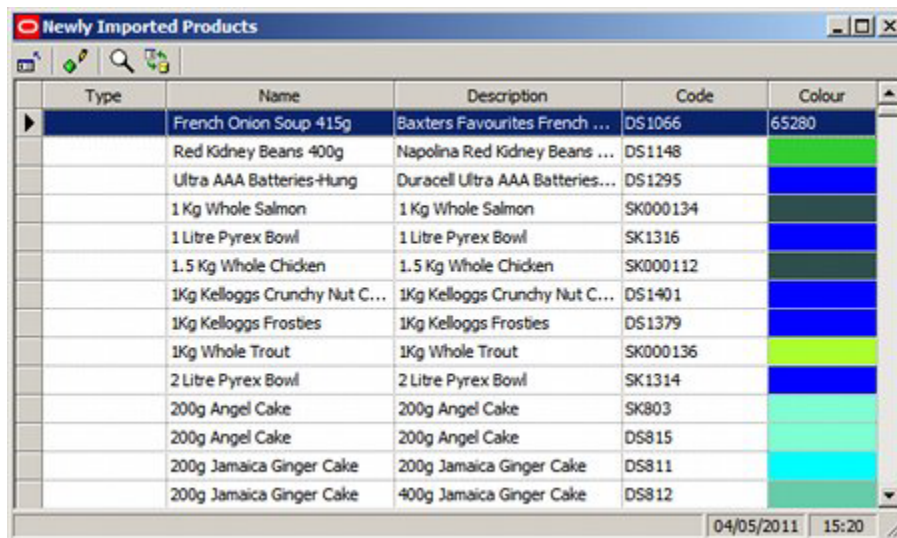 Newly Imported Products
Type Name Description Code Colour
French Onion Soup 415g Baxters Favourites French ... DS1066 65280
Red Kidney Beans 400g Napolina Red Kidney Beans ... DS1148
Ultra AAA Batteries-Hung Duracell Ultra AAA Batteries... DS1295
1 Kg Whole Salmon 1 Kg Whole Salmon SK000134
1 Litre Pyrex Bowl 1 Litre Pyrex Bowl SK1316
1.5 Kg Whole Chicken 1.5 Kg Whole Chicken SK000112
1Kg Kelloggs Crunchy Nut C... 1Kg Kelloggs Crunchy Nut C... DS1401
1Kg Kelloggs Frosties 1Kg Kelloggs Frosties DS1379
1Kg Whole Trout 1Kg Whole Trout SK000136
2 Litre Pyrex Bowl 2 Litre Pyrex Bowl SK1314
200g Angel Cake 200g Angel Cake SK803
200g Angel Cake 200g Angel Cake DS815
200g Jamaica Ginger Cake 200g Jamaica Ginger Cake DS811
200g Jamaica Ginger Cake 400g Jamaica Ginger Cake DS812
04/05/2011 15:20